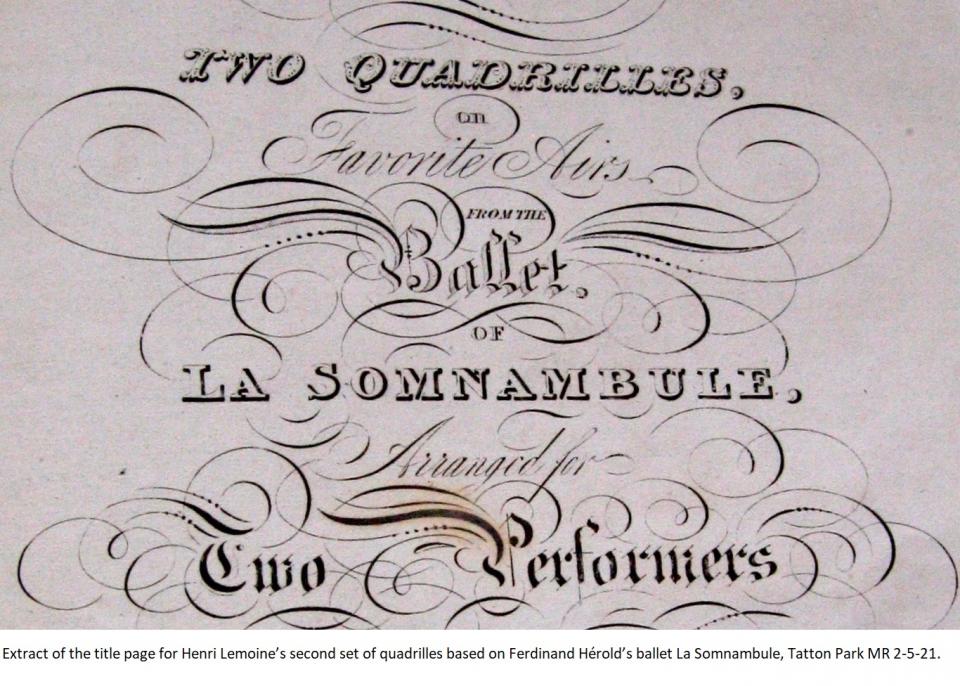 TWO QUADRILLES,
on
Favorite Airs
FROM THE
Ballet,
OF
LA SOMNAMBULE,
Arranged for
Two Performers
Extract of the title page for Henri Lemoine’s second set of quadrilles based on Ferdinand Hérold’s ballet La Somnambule, Tatton Park MR 2-5-21.